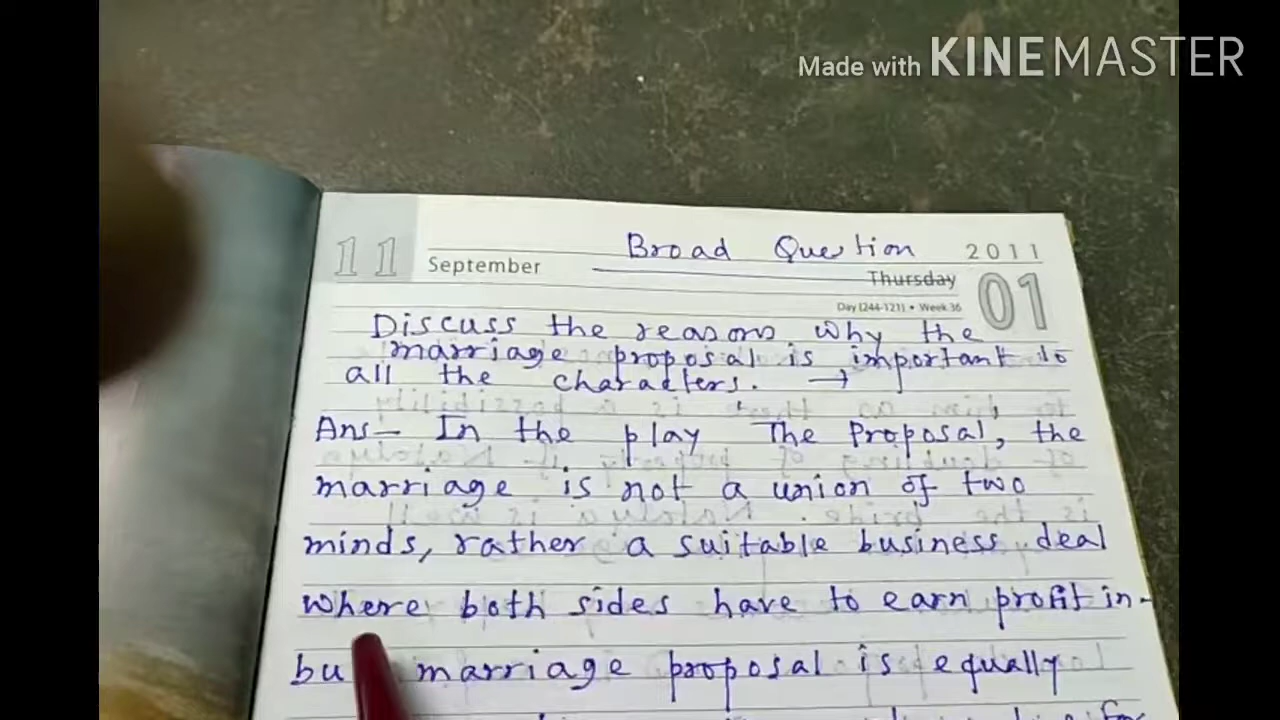 Made with KINEMASTER
Broad Question
2011
11
September
Thursday
01
Day (244-121) • Week 36
Discuss the reasons why the
marriage proposal is important to
all the characters. →
Ans- In the play The Proposal, the
marriage is not a union of two
minds, rather a suitable business deal
where both sides have to earn profit in-
bu marriage proposal is equally